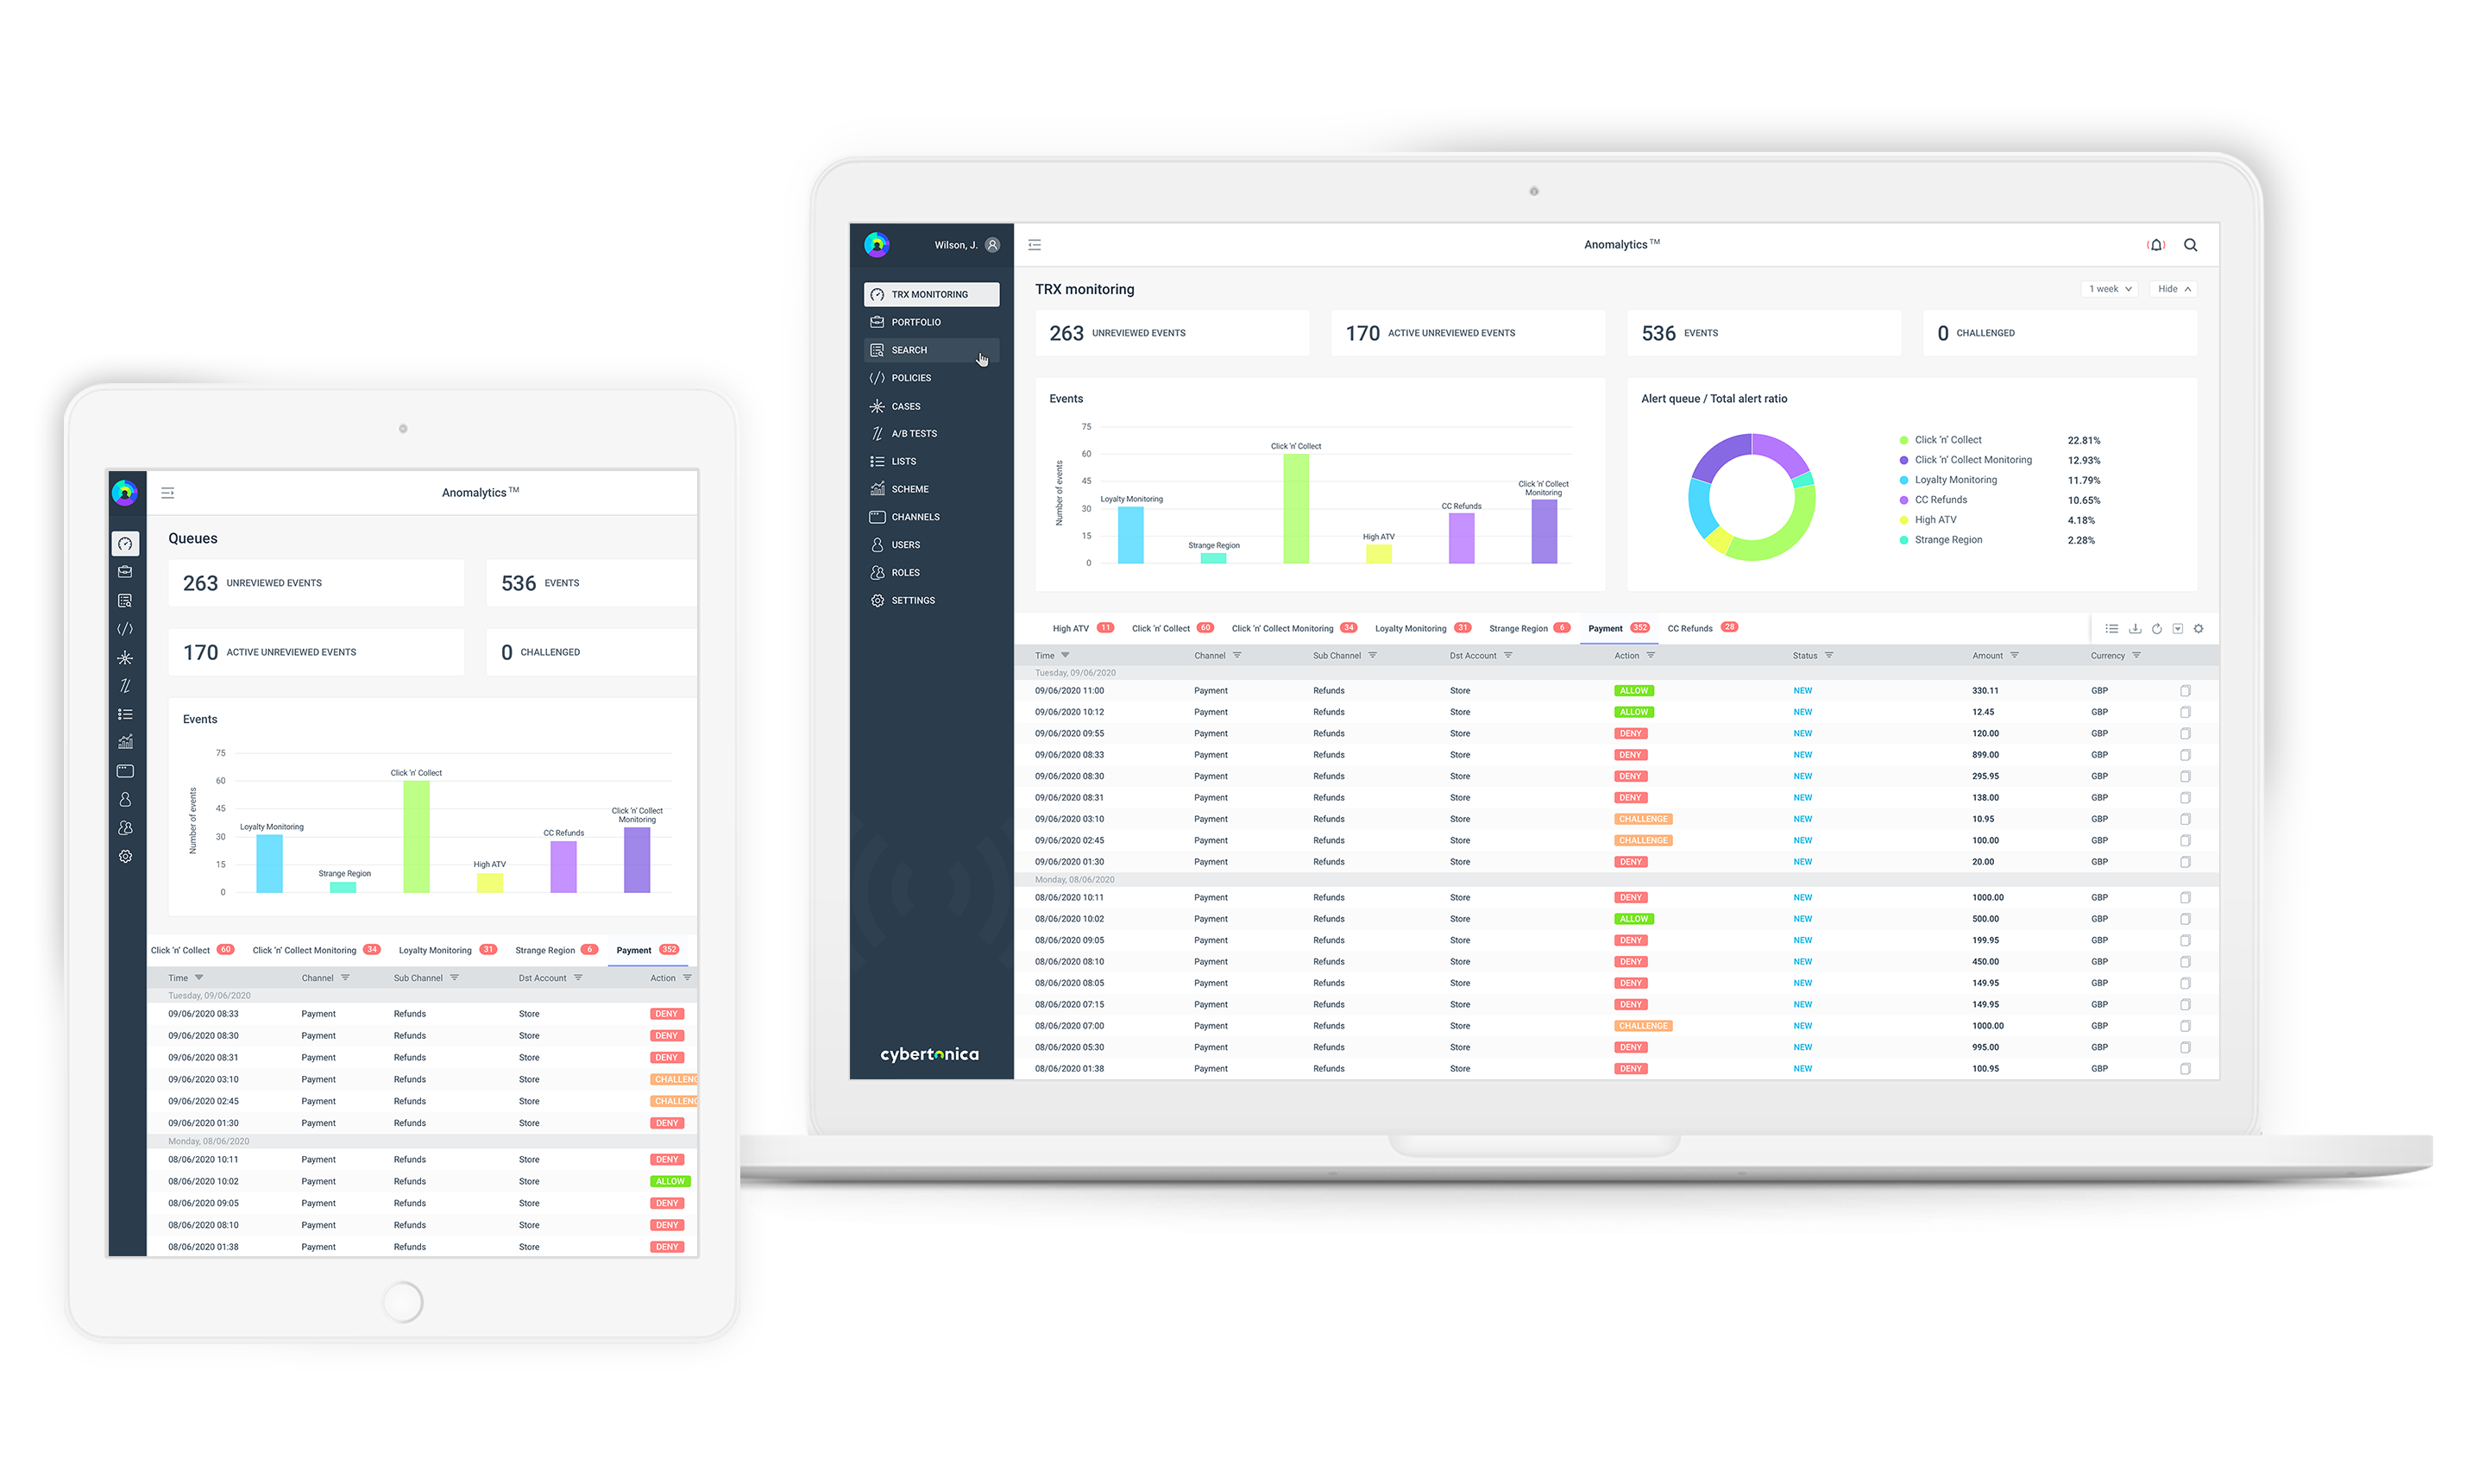 Anomalytics TM
Queues
263 UNREVIEWED EVENTS
536 EVENTS
170 ACTIVE UNREVIEWED EVENTS
0 CHALLENGED
Events
Number of events
75
60
45
30
15
0
Loyalty Monitoring
Strange Region
Click 'n' Collect
High ATV
CC Refunds
Click 'n' Collect
Monitoring
Click 'n' Collect 60 Click 'n' Collect Monitoring 34 Loyalty Monitoring 31 Strange Region 6 Payment 352
Time Channel Sub Channel Dst Account Action
Tuesday, 09/06/2020
09/06/2020 08:33 Payment Refunds Store DENY
09/06/2020 08:30 Payment Refunds Store DENY
09/06/2020 08:31 Payment Refunds Store DENY
09/06/2020 03:10 Payment Refunds Store CHALLENG
09/06/2020 02:45 Payment Refunds Store CHALLENG
09/06/2020 01:30 Payment Refunds Store DENY
Monday, 08/06/2020
08/06/2020 10:11 Payment Refunds Store DENY
08/06/2020 10:02 Payment Refunds Store ALLOW
08/06/2020 09:05 Payment Refunds Store DENY
08/06/2020 08:10 Payment Refunds Store DENY
08/06/2020 01:38 Payment Refunds Store DENY
Wilson, J.
TRX MONITORING
PORTFOLIO
SEARCH
POLICIES
CASES
A/B TESTS
LISTS
SCHEME
CHANNELS
USERS
ROLES
SETTINGS
cybertonica
Anomalytics TM
TRX monitoring
1 week Hide
263 UNREVIEWED EVENTS
170 ACTIVE UNREVIEWED EVENTS
536 EVENTS
0 CHALLENGED
Events
Number of events
75
60
45
30
15
0
Loyalty Monitoring
Strange Region
Click 'n' Collect
High ATV
CC Refunds
Click 'n' Collect
Monitoring
Alert queue / Total alert ratio
Click 'n' Collect 22.81%
Click 'n' Collect Monitoring 12.93%
Loyalty Monitoring 11.79%
CC Refunds 10.65%
High ATV 4.18%
Strange Region 2.28%
High ATV 11 Click 'n' Collect 60 Click 'n' Collect Monitoring 34 Loyalty Monitoring 31 Strange Region 6 Payment 352 CC Refunds 28
Time Channel Sub Channel Dst Account Action Status Amount Currency
Tuesday, 09/06/2020
09/06/2020 11:00 Payment Refunds Store ALLOW NEW 330.11 GBP
09/06/2020 10:12 Payment Refunds Store ALLOW NEW 12.45 GBP
09/06/2020 09:55 Payment Refunds Store DENY NEW 120.00 GBP
09/06/2020 08:33 Payment Refunds Store DENY NEW 899.00 GBP
09/06/2020 08:30 Payment Refunds Store DENY NEW 295.95 GBP
09/06/2020 08:31 Payment Refunds Store DENY NEW 138.00 GBP
09/06/2020 03:10 Payment Refunds Store CHALLENGE NEW 10.95 GBP
09/06/2020 02:45 Payment Refunds Store CHALLENGE NEW 100.00 GBP
09/06/2020 01:30 Payment Refunds Store DENY NEW 20.00 GBP
Monday, 08/06/2020
08/06/2020 10:11 Payment Refunds Store DENY NEW 1000.00 GBP
08/06/2020 10:02 Payment Refunds Store ALLOW NEW 500.00 GBP
08/06/2020 09:05 Payment Refunds Store DENY NEW 199.95 GBP
08/06/2020 08:10 Payment Refunds Store DENY NEW 450.00 GBP
08/06/2020 08:05 Payment Refunds Store DENY NEW 149.95 GBP
08/06/2020 07:15 Payment Refunds Store DENY NEW 149.95 GBP
08/06/2020 07:00 Payment Refunds Store CHALLENGE NEW 1000.00 GBP
08/06/2020 05:30 Payment Refunds Store DENY NEW 995.00 GBP
08/06/2020 01:38 Payment Refunds Store DENY NEW 100.95 GBP